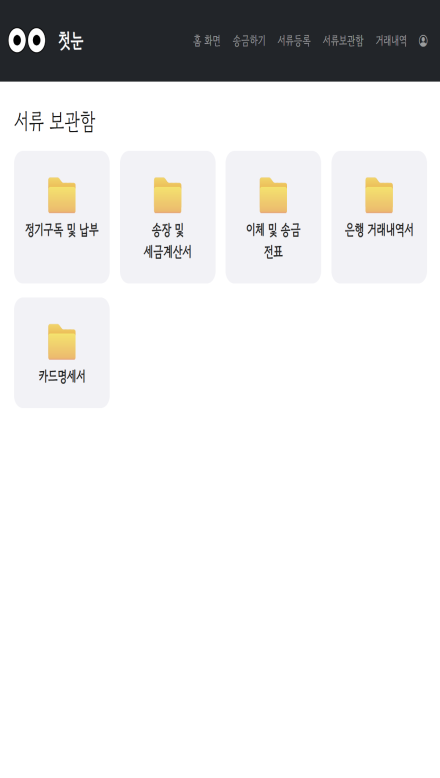 첫눈
홈 화면 송금하기 서류등록 서류보관함 거래내역
서류 보관함
정기구독 및 납부
송장 및
세금계산서
이체 및 송금
전표
은행 거래내역서
카드명세서